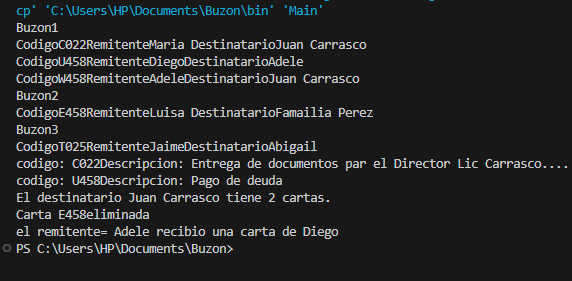 cp' 'C:\Users\HP\Documents\Buzon\bin' 'Main'
Buzon1
CodigoC022RemitenteMaria DestinatarioJuan Carrasco
CodigoU458RemitenteDiegoDestinatarioAdele
CodigoW458RemitenteAdeleDestinatarioJuan Carrasco
Buzon2
CodigoE458RemitenteLuisa DestinatarioFamailia Perez
Buzon3
CodigoT025RemitenteJaimeDestinatarioAbigail
codigo: C022Descripcion: Entrega de documentos par el Director Lic Carrasco....
codigo: U458Descripcion: Pago de deuda
El destinatario Juan Carrasco tiene 2 cartas.
Carta E458eliminada
el remitente= Adele recibio una carta de Diego
PS C:\Users\HP\Documents\Buzon>